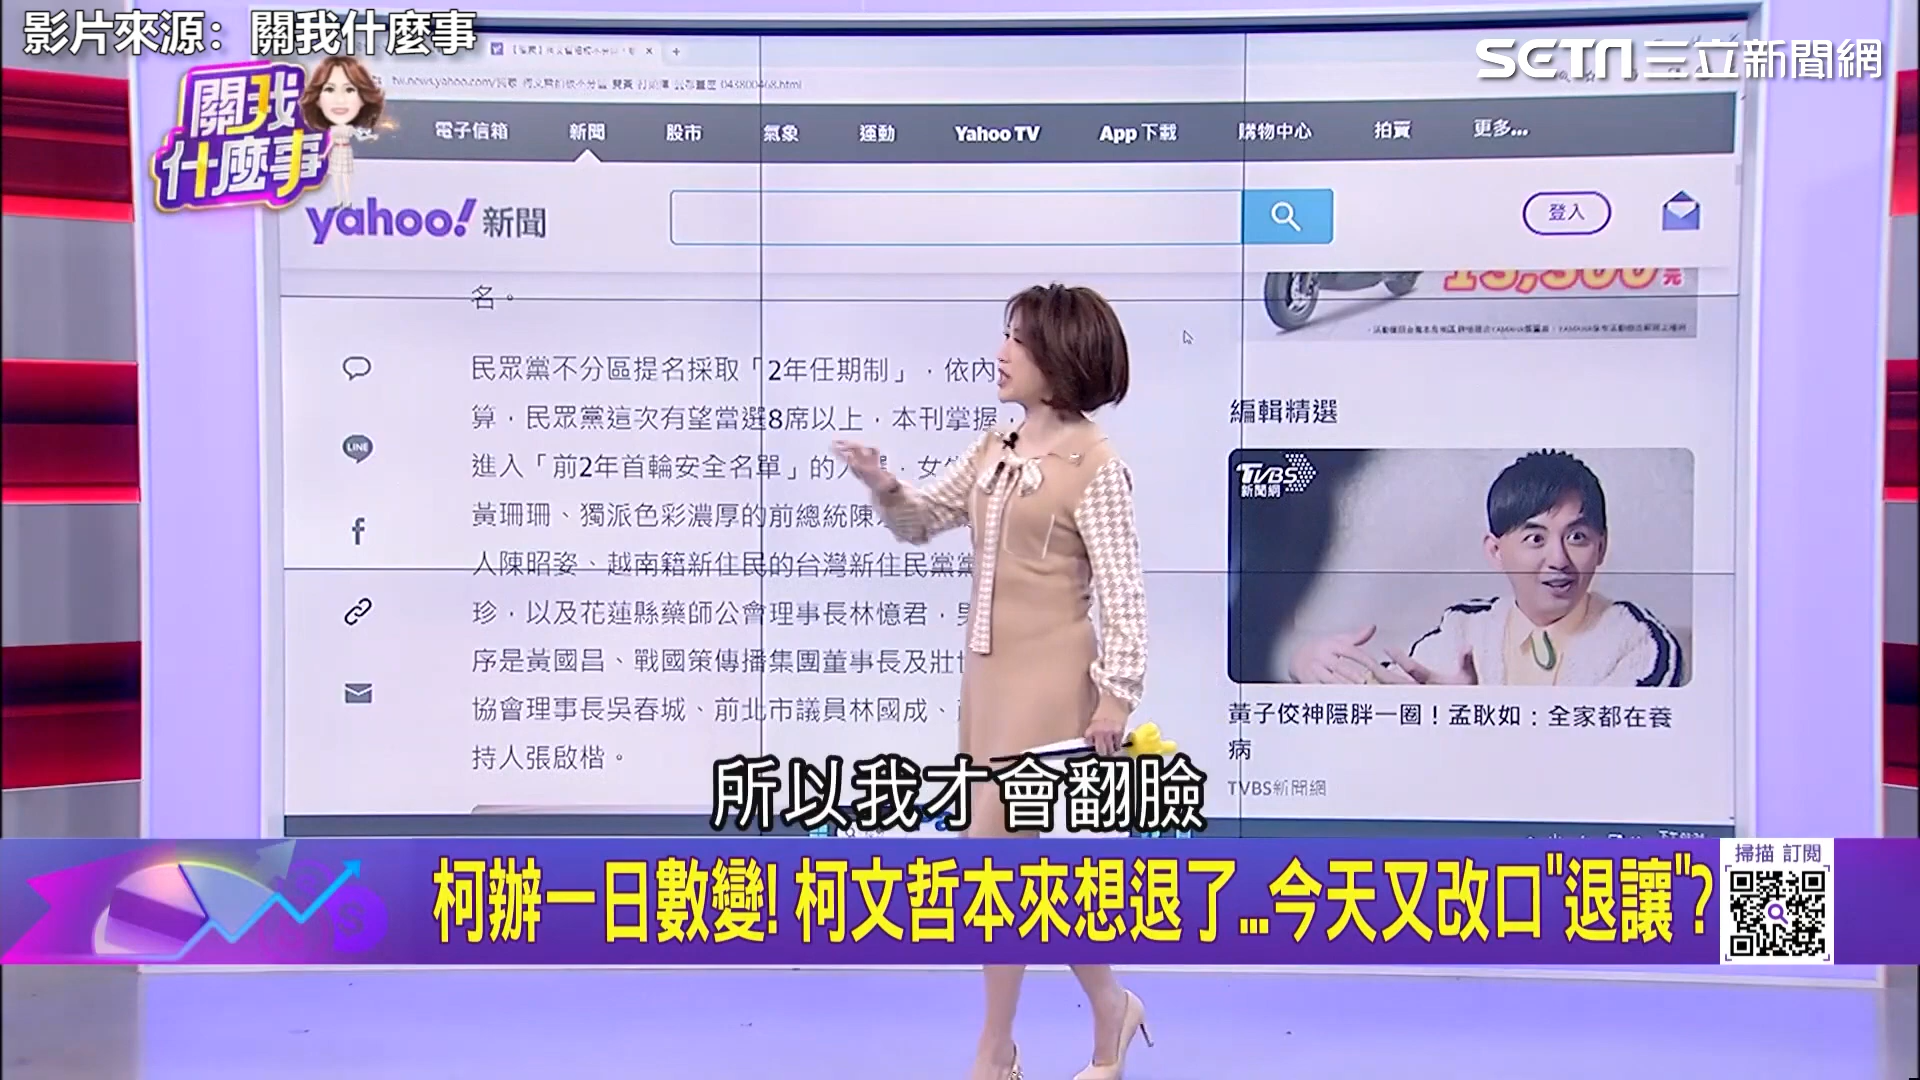 影片來源：關我什麼事
SETN三立新聞網
關我
什麼事
電子信箱 新聞 股市 氣象 運動 Yahoo TV App 下載 購物中心 拍賣 更多...
yahoo!新聞
登入
名。
15,300元
民眾黨不分區提名採取「2年任期制」，依內
算，民眾黨這次有望當選8席以上，本刊掌握，
進入「前2年首輪安全名單」的人選，女
黃珊珊、獨派色彩濃厚的前總統陳
人陳昭姿、越南籍新住民的台灣新住民黨黨
珍，以及花蓮縣藥師公會理事長林憶君，男
序是黃國昌、戰國策傳播集團董事長及壯世
協會理事長吳春城、前北市議員林國成、
持人張啟楷。
LINE
編輯精選
TVBS
新聞網
黃子佼神隱胖一圈！孟耿如：全家都在養
病
TVBS新聞網
所以我才會翻臉
柯辦一日數變！柯文哲本來想退了...今天又改口"退讓"？
掃描 訂閱